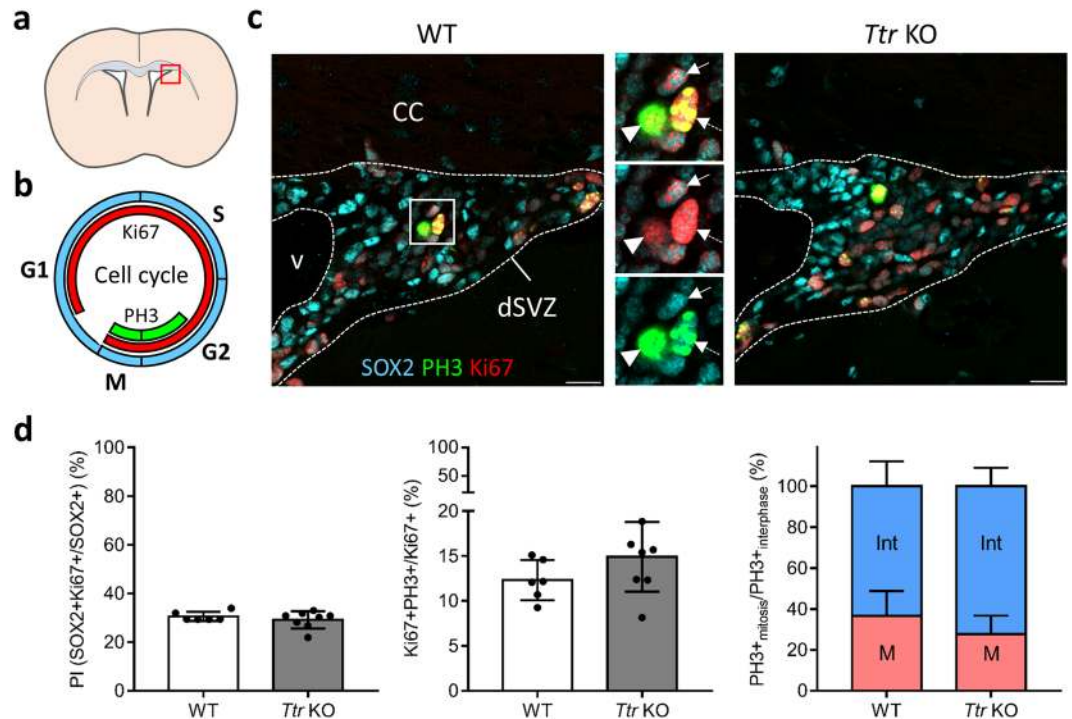 a
b
Ki67
Cell cycle
PH3
G1
S
G2
M
c
WT
Ttr KO
CC
V
dSVZ
SOX2 PH3 Ki67
d
PI (SOX2+Ki67+/SOX2+) (%)
100
80
60
40
20
0
WT
Ttr KO
Ki67+PH3+/Ki67+ (%)
100
50
20
15
10
5
0
WT
Ttr KO
PH3+mitosis/PH3+interphase (%)
100
80
60
40
20
0
Int
Int
M
M
WT
Ttr KO